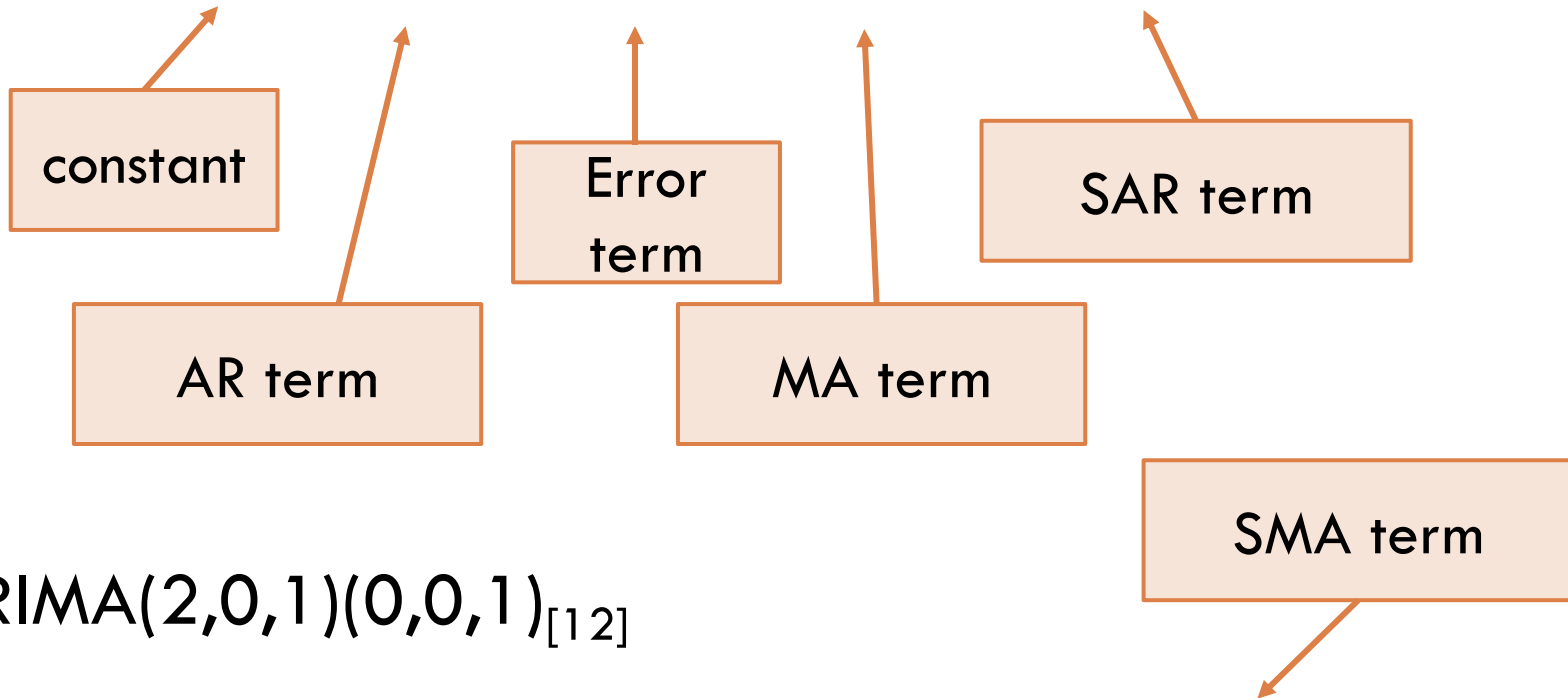 constant
Error
term
SAR term
AR term
MA term
SMA term
RIMA(2,0,1)(0,0,1)[12]